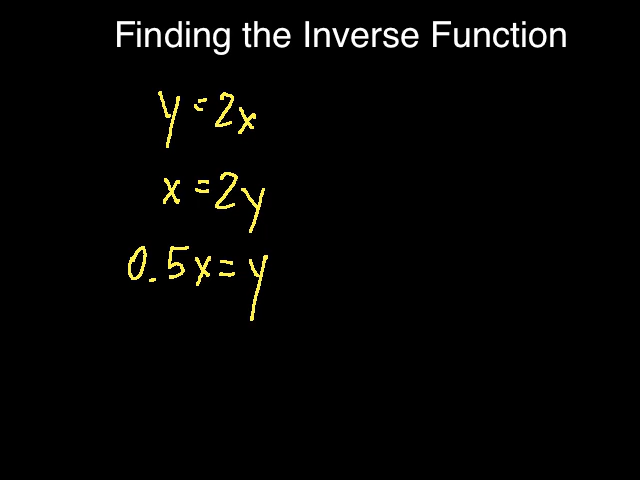 Finding the Inverse Function
y = 2x
x = 2y
0.5x = y